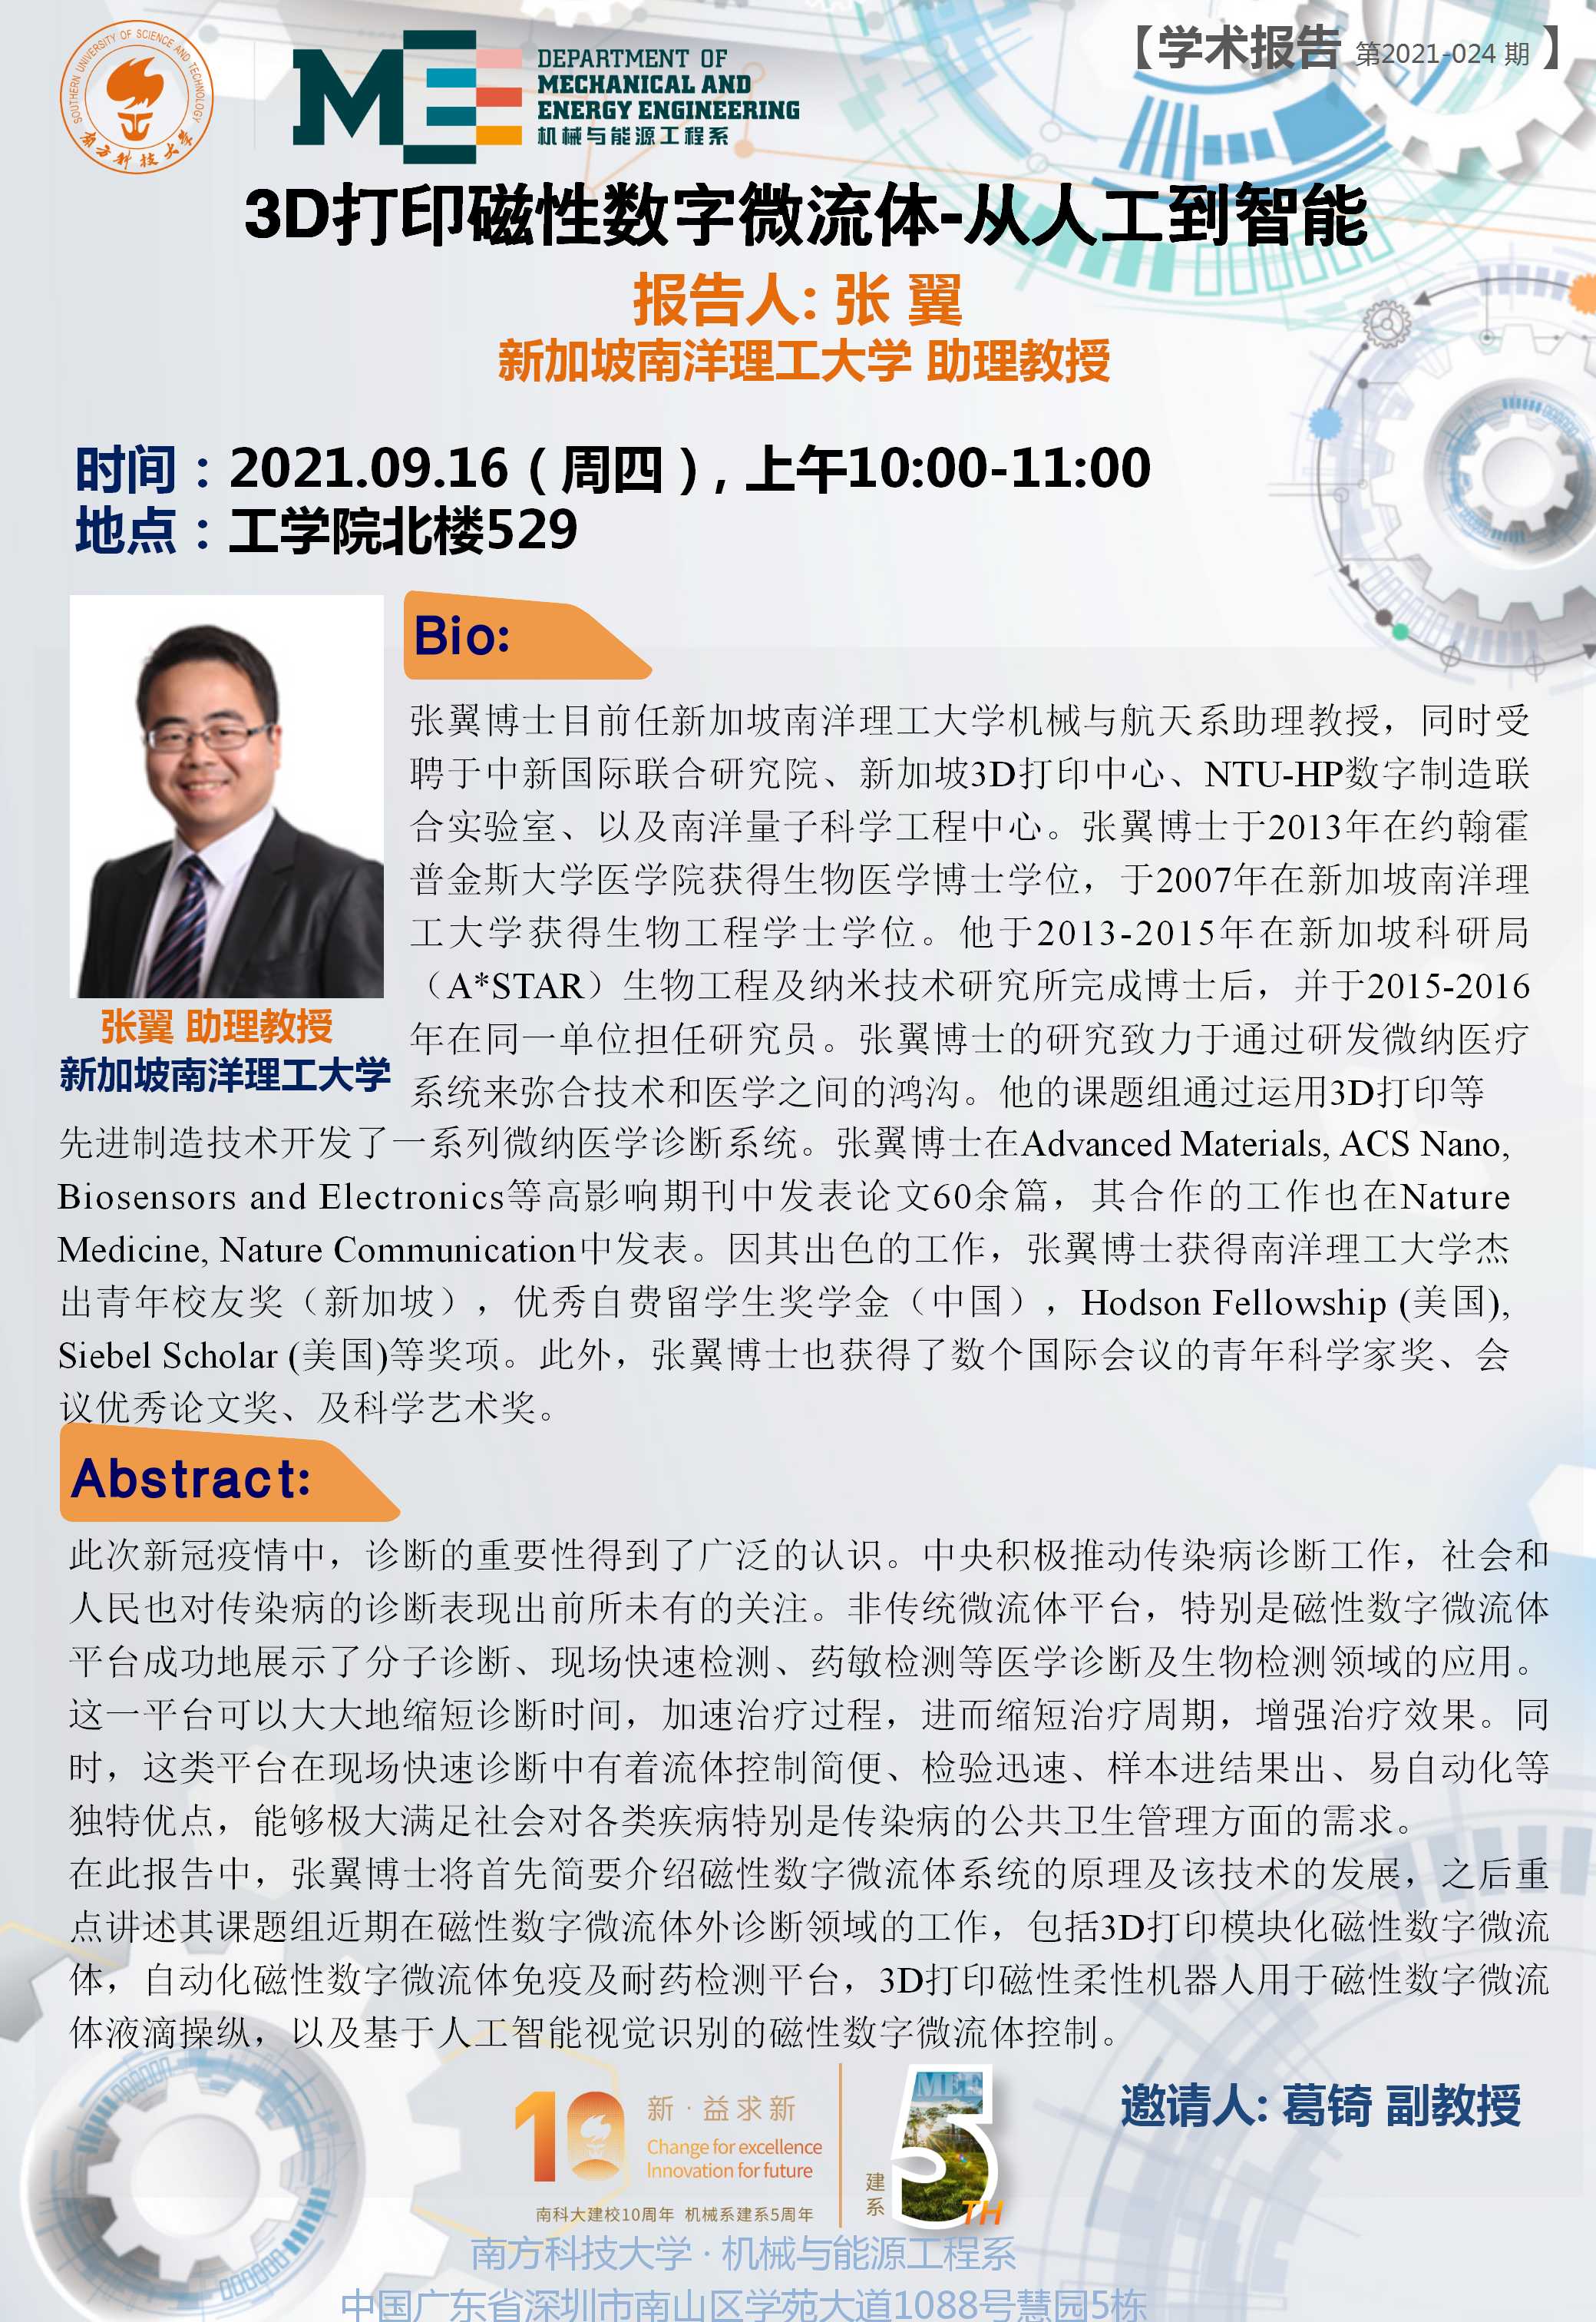 SOUTHERN UNIVERSITY OF SCIENCE AND TECHNOLOGY
南方科技大学
MEE
DEPARTMENT OF
MECHANICAL AND
ENERGY ENGINEERING
机械与能源工程系
【学术报告 第2021-024 期 】
3D打印磁性数字微流体-从人工到智能
报告人: 张 翼
新加坡南洋理工大学 助理教授
时间：2021.09.16（周四）, 上午10:00-11:00
地点：工学院北楼529
Bio:
张翼博士目前任新加坡南洋理工大学机械与航天系助理教授，同时受
聘于中新国际联合研究院、新加坡3D打印中心、NTU-HP数字制造联
合实验室、以及南洋量子科学工程中心。张翼博士于2013年在约翰霍
普金斯大学医学院获得生物医学博士学位，于2007年在新加坡南洋理
工大学获得生物工程学士学位。他于2013-2015年在新加坡科研局
（A*STAR）生物工程及纳米技术研究所完成博士后，并于2015-2016
年在同一单位担任研究员。张翼博士的研究致力于通过研发微纳医疗
系统来弥合技术和医学之间的鸿沟。他的课题组通过运用3D打印等
张翼 助理教授
新加坡南洋理工大学
先进制造技术开发了一系列微纳医学诊断系统。张翼博士在Advanced Materials, ACS Nano,
Biosensors and Electronics等高影响期刊中发表论文60余篇，其合作的工作也在Nature
Medicine, Nature Communication中发表。因其出色的工作，张翼博士获得南洋理工大学杰
出青年校友奖（新加坡），优秀自费留学生奖学金（中国），Hodson Fellowship (美国),
Siebel Scholar (美国)等奖项。此外，张翼博士也获得了数个国际会议的青年科学家奖、会
议优秀论文奖、及科学艺术奖。
Abstract:
此次新冠疫情中，诊断的重要性得到了广泛的认识。中央积极推动传染病诊断工作，社会和
人民也对传染病的诊断表现出前所未有的关注。非传统微流体平台，特别是磁性数字微流体
平台成功地展示了分子诊断、现场快速检测、药敏检测等医学诊断及生物检测领域的应用。
这一平台可以大大地缩短诊断时间，加速治疗过程，进而缩短治疗周期，增强治疗效果。同
时，这类平台在现场快速诊断中有着流体控制简便、检验迅速、样本进结果出、易自动化等
独特优点，能够极大满足社会对各类疾病特别是传染病的公共卫生管理方面的需求。
在此报告中，张翼博士将首先简要介绍磁性数字微流体系统的原理及该技术的发展，之后重
点讲述其课题组近期在磁性数字微流体外诊断领域的工作，包括3D打印模块化磁性数字微流
体，自动化磁性数字微流体免疫及耐药检测平台，3D打印磁性柔性机器人用于磁性数字微流
体液滴操纵，以及基于人工智能视觉识别的磁性数字微流体控制。
邀请人: 葛锜 副教授
10
新 · 益 求 新
Change for excellence
Innovation for future
南科大建校10周年 机械系建系5周年
建系
MEE
5
TH
南方科技大学 · 机械与能源工程系
中国广东省深圳市南山区学苑大道1088号慧园5栋